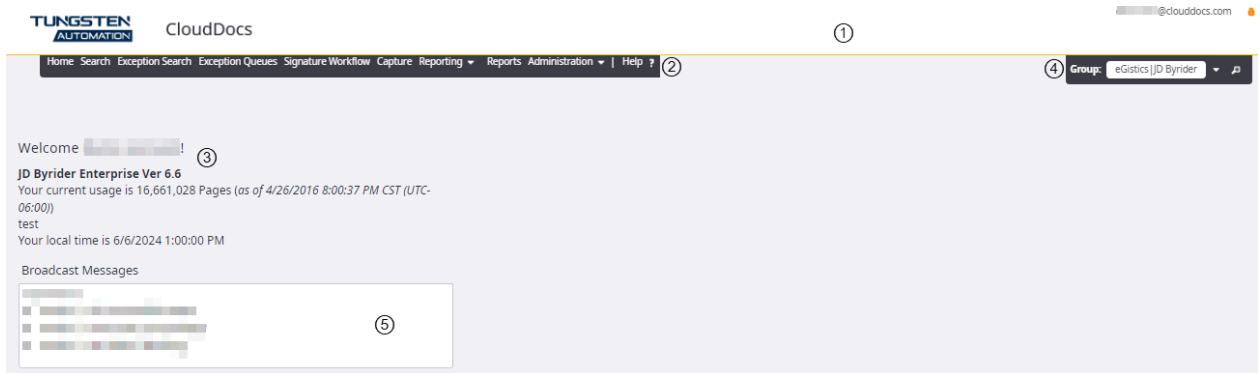 @clouddocs.com
TUNGSTEN
AUTOMATION
CloudDocs
①
Home Search Exception Search Exception Queues Signature Workflow Capture Reporting Reports Administration | Help ?
②
④
Group: eGistics|JD Byrider
Welcome !
③
JD Byrider Enterprise Ver 6.6
Your current usage is 16,661,028 Pages (as of 4/26/2016 8:00:37 PM CST (UTC-
06:00))
test
Your local time is 6/6/2024 1:00:00 PM
Broadcast Messages
⑤